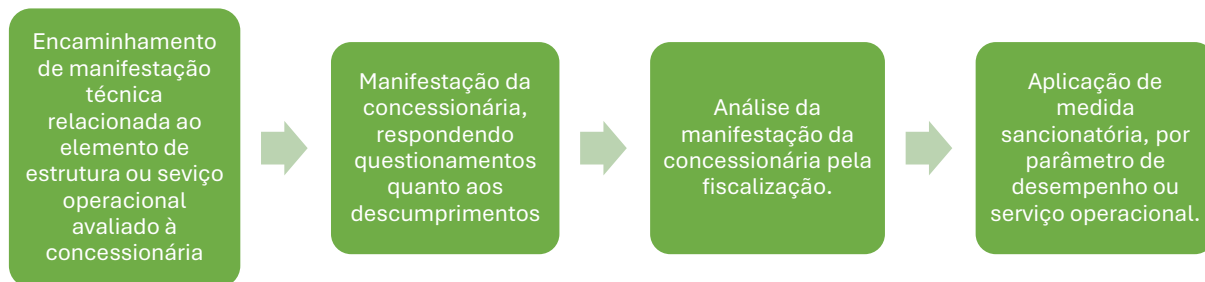 Encaminhamento
de manifestação
técnica
relacionada ao
elemento de
estrutura ou seviço
operacional
avaliado à
concessionária
Manifestação da
concessionária,
respondendo
questionamentos
quanto aos
descumprimentos
Análise da
manifestação da
concessionária pela
fiscalização.
Aplicação de
medida
sancionatória, por
parâmetro de
desempenho ou
serviço operacional.